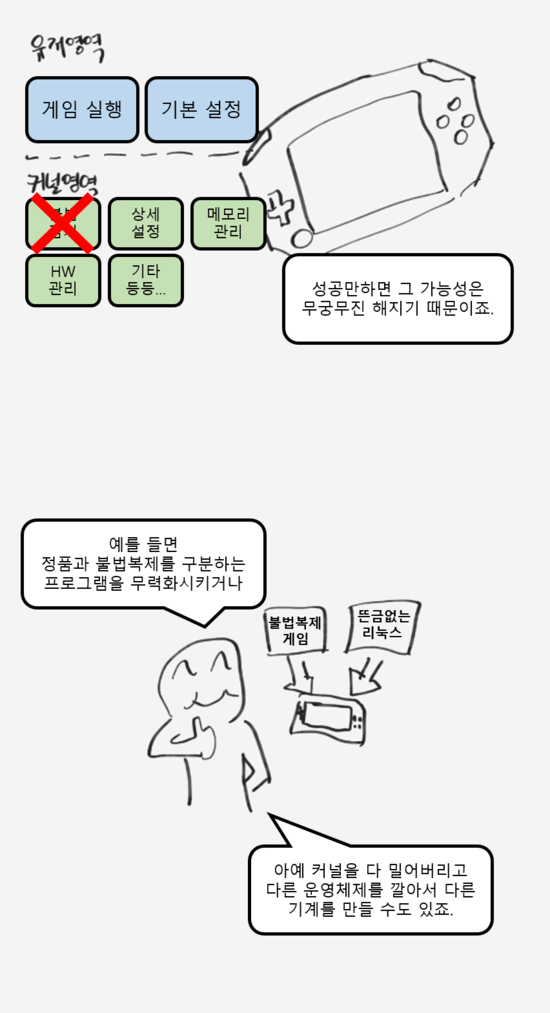 유저영역
게임 실행
기본 설정
커널영역
상세
설정
메모리
관리
HW
관리
기타
등등...
성공만하면 그 가능성은
무궁무진 해지기 때문이죠.
예를 들면
정품과 불법복제를 구분하는
프로그램을 무력화시키거나
불법복제
게임
뜬금없는
리눅스
아예 커널을 다 밀어버리고
다른 운영체제를 깔아서 다른
기계를 만들 수도 있죠.